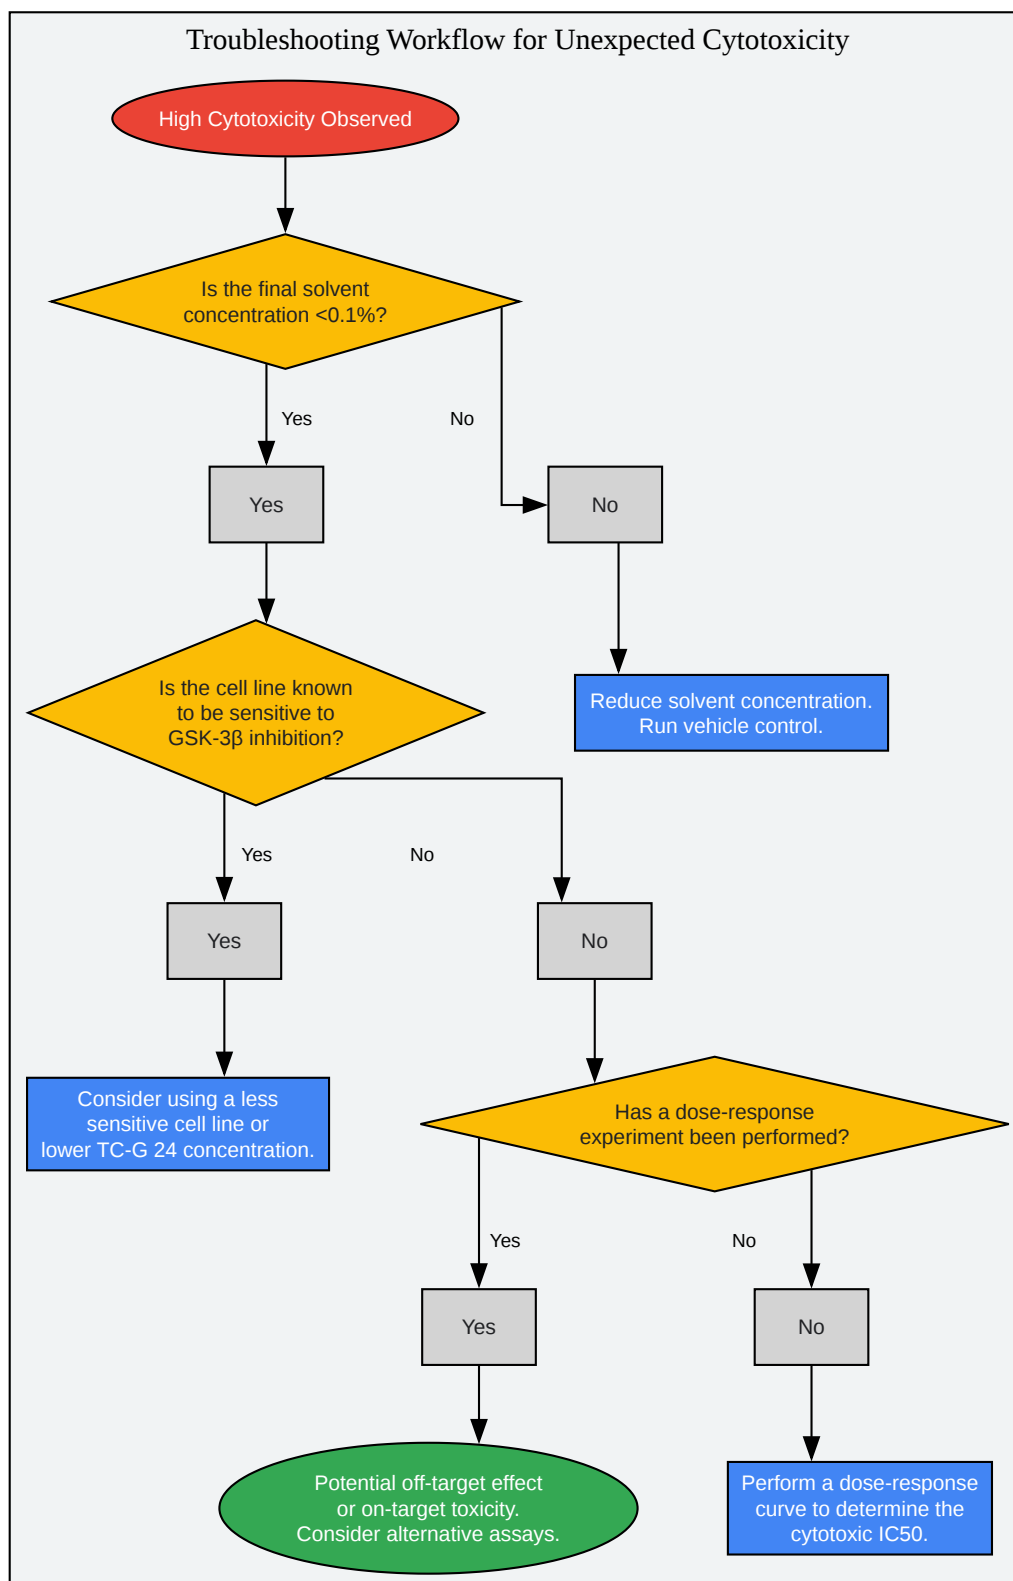 Troubleshooting Workflow for Unexpected Cytotoxicity
High Cytotoxicity Observed
Is the final solvent
concentration <0.1%?
Yes
No
Yes
No
Is the cell line known
to be sensitive to
GSK-3β inhibition?
Reduce solvent concentration.
Run vehicle control.
Yes
No
Yes
No
Consider using a less
sensitive cell line or
lower TC-G 24 concentration.
Has a dose-response
experiment been performed?
Yes
No
Yes
No
Potential off-target effect
or on-target toxicity.
Consider alternative assays.
Perform a dose-response
curve to determine the
cytotoxic IC50.